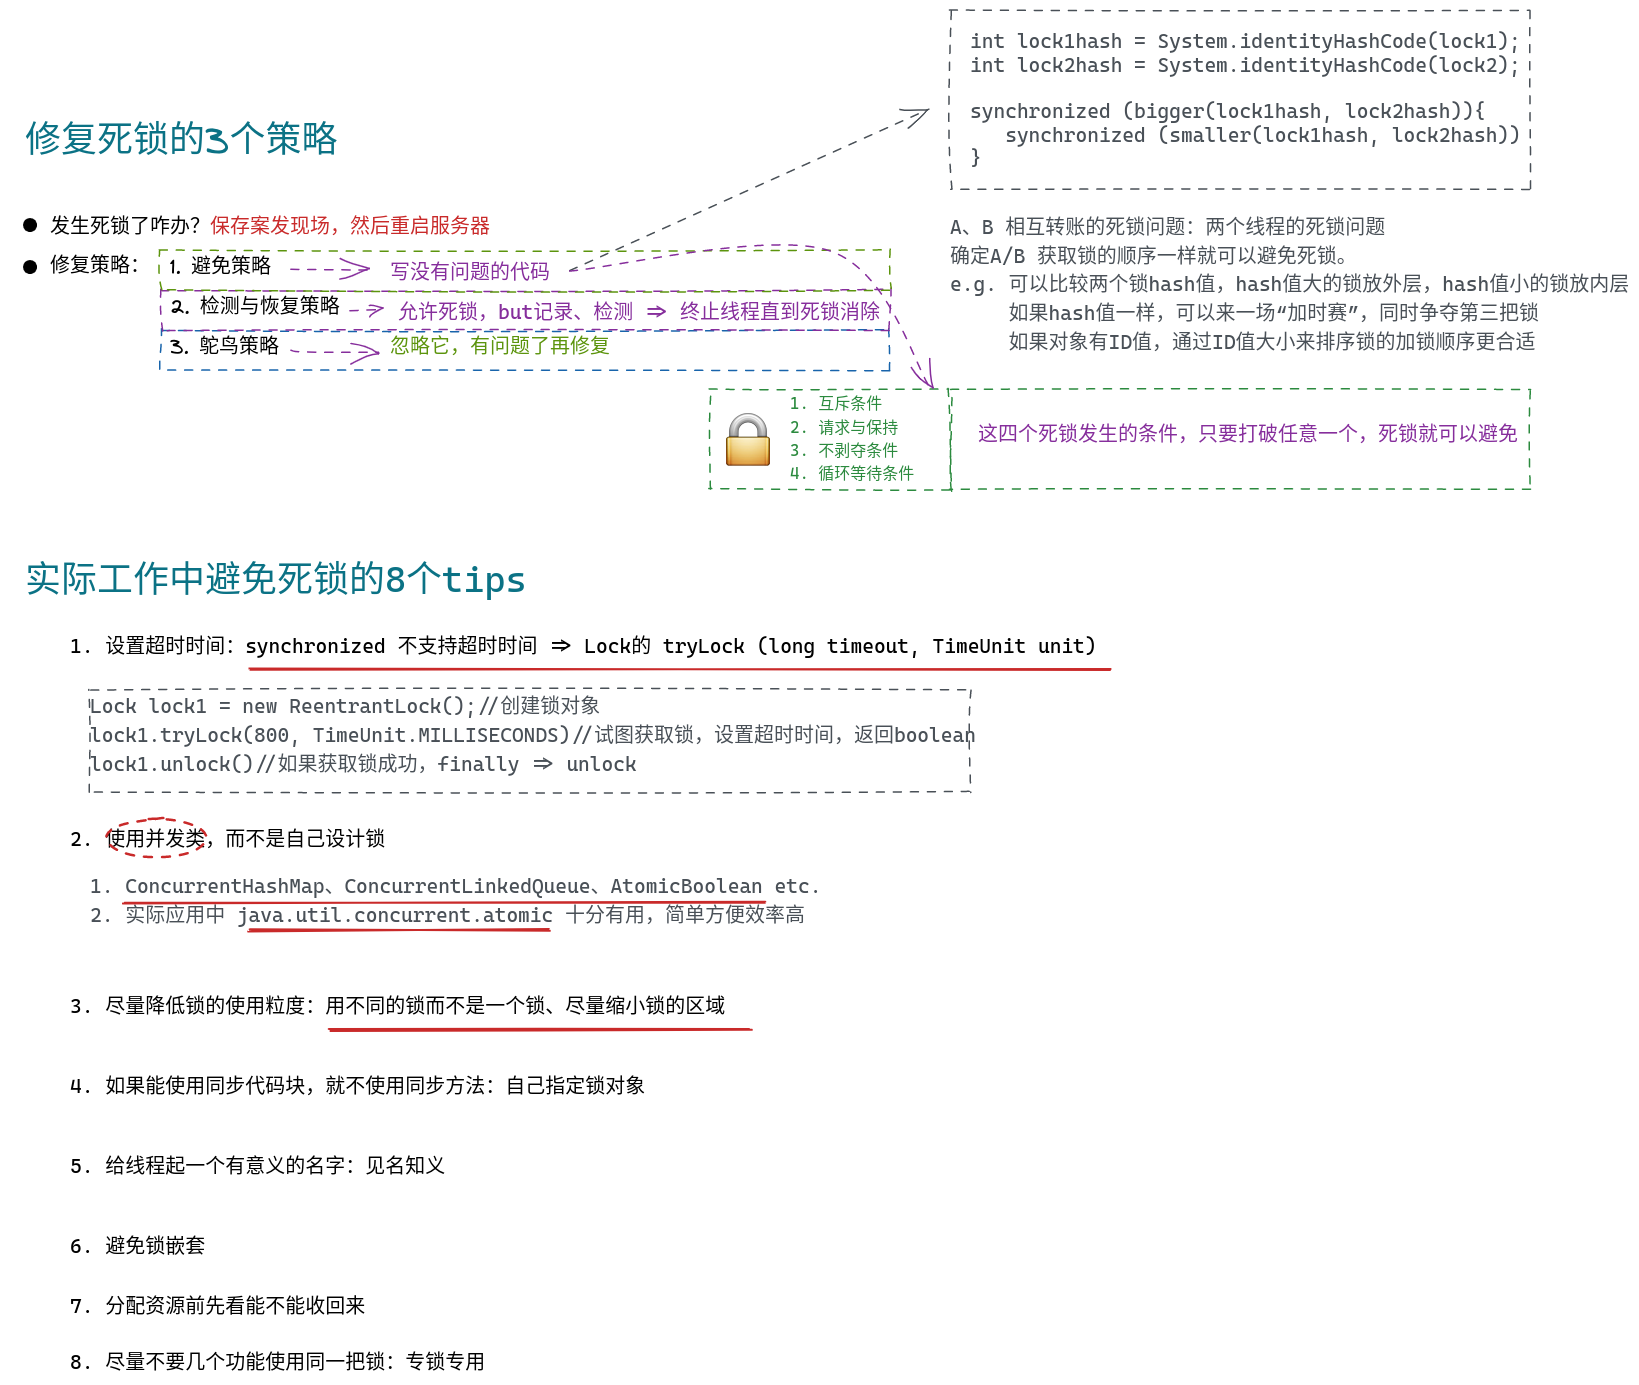 int lock1hash = System.identityHashCode(lock1);
int lock2hash = System.identityHashCode(lock2);
synchronized (bigger(lock1hash, lock2hash)){
synchronized (smaller(lock1hash, lock2hash))
}
修复死锁的3个策略
发生死锁了咋办？保存案发现场，然后重启服务器
修复策略：
1. 避免策略
写没有问题的代码
2. 检测与恢复策略
允许死锁，but记录、检测 => 终止线程直到死锁消除
3. 鸵鸟策略
忽略它，有问题了再修复
A、B 相互转账的死锁问题：两个线程的死锁问题
确定A/B 获取锁的顺序一样就可以避免死锁。
e.g. 可以比较两个锁hash值，hash值大的锁放外层，hash值小的锁放内层
如果hash值一样，可以来一场“加时赛”，同时争夺第三把锁
如果对象有ID值，通过ID值大小来排序锁的加锁顺序更合适
1. 互斥条件
2. 请求与保持
3. 不剥夺条件
4. 循环等待条件
这四个死锁发生的条件，只要打破任意一个，死锁就可以避免
实际工作中避免死锁的8个tips
1. 设置超时时间：synchronized 不支持超时时间 => Lock的 tryLock (long timeout, TimeUnit unit)
Lock lock1 = new ReentrantLock();//创建锁对象
lock1.tryLock(800, TimeUnit.MILLISECONDS)//试图获取锁，设置超时时间，返回boolean
lock1.unlock()//如果获取锁成功，finally => unlock
2. 使用并发类，而不是自己设计锁
1. ConcurrentHashMap、ConcurrentLinkedQueue、AtomicBoolean etc.
2. 实际应用中 java.util.concurrent.atomic 十分有用，简单方便效率高
3. 尽量降低锁的使用粒度：用不同的锁而不是一个锁、尽量缩小锁的区域
4. 如果能使用同步代码块，就不使用同步方法：自己指定锁对象
5. 给线程起一个有意义的名字：见名知义
6. 避免锁嵌套
7. 分配资源前先看能不能收回来
8. 尽量不要几个功能使用同一把锁：专锁专用